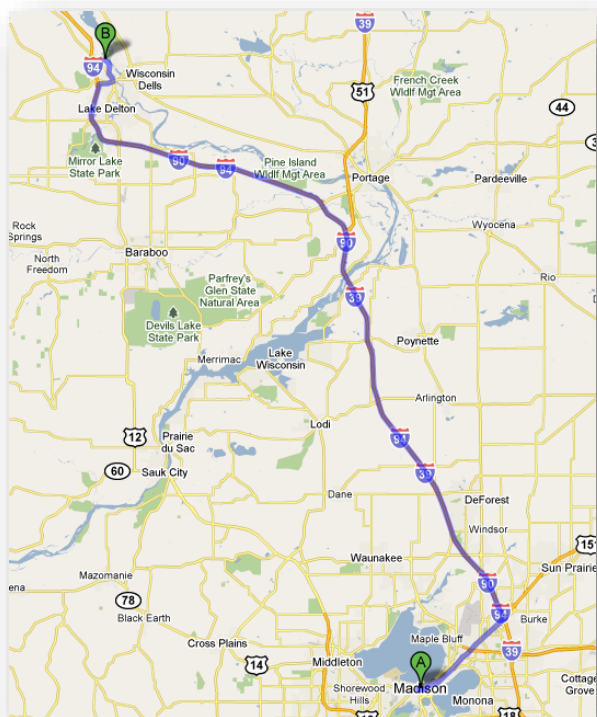 B
39
94
Wisconsin
Dells
French Creek
Wldlf Mgt Area
51
44
Lake Delton
Mirror Lake
State Park
90
94
Pine Island
Wldlf Mgt Area
Portage
Pardeeville
Rock
Springs
Wyocena
90
North
Freedom
Baraboo
Rio
Parfrey's
Glen State
Natural Area
39
Devils Lake
State Park
Merrimac
Lake
Wisconsin
Poynette
Arlington
Lodi
12
Prairie
du Sac
94
60
Sauk City
39
Dane
DeForest
Windsor
Waunakee
151
Sun Prairie
Mazomanie
ena
90
78
Black Earth
94
Burke
Cross Plains
Maple Bluff
39
14
Middleton
A
Shorewood
Hills
Madison
Monona
Cottage
Grove
18